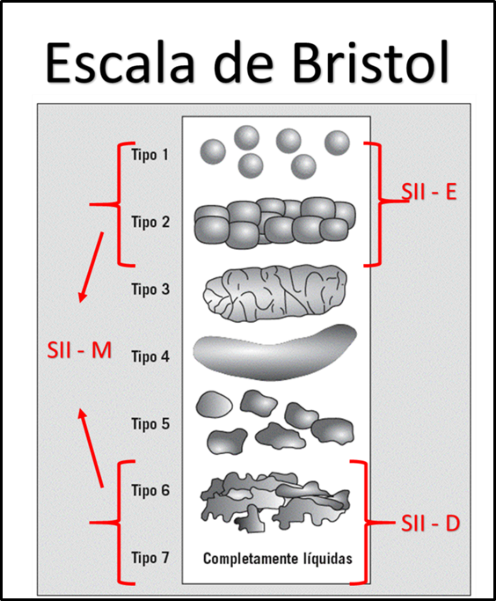 Escala de Bristol
Tipo 1
SII - E
Tipo 2
Tipo 3
SII - M
Tipo 4
Tipo 5
Tipo 6
SII - D
Tipo 7
Completamente líquidas